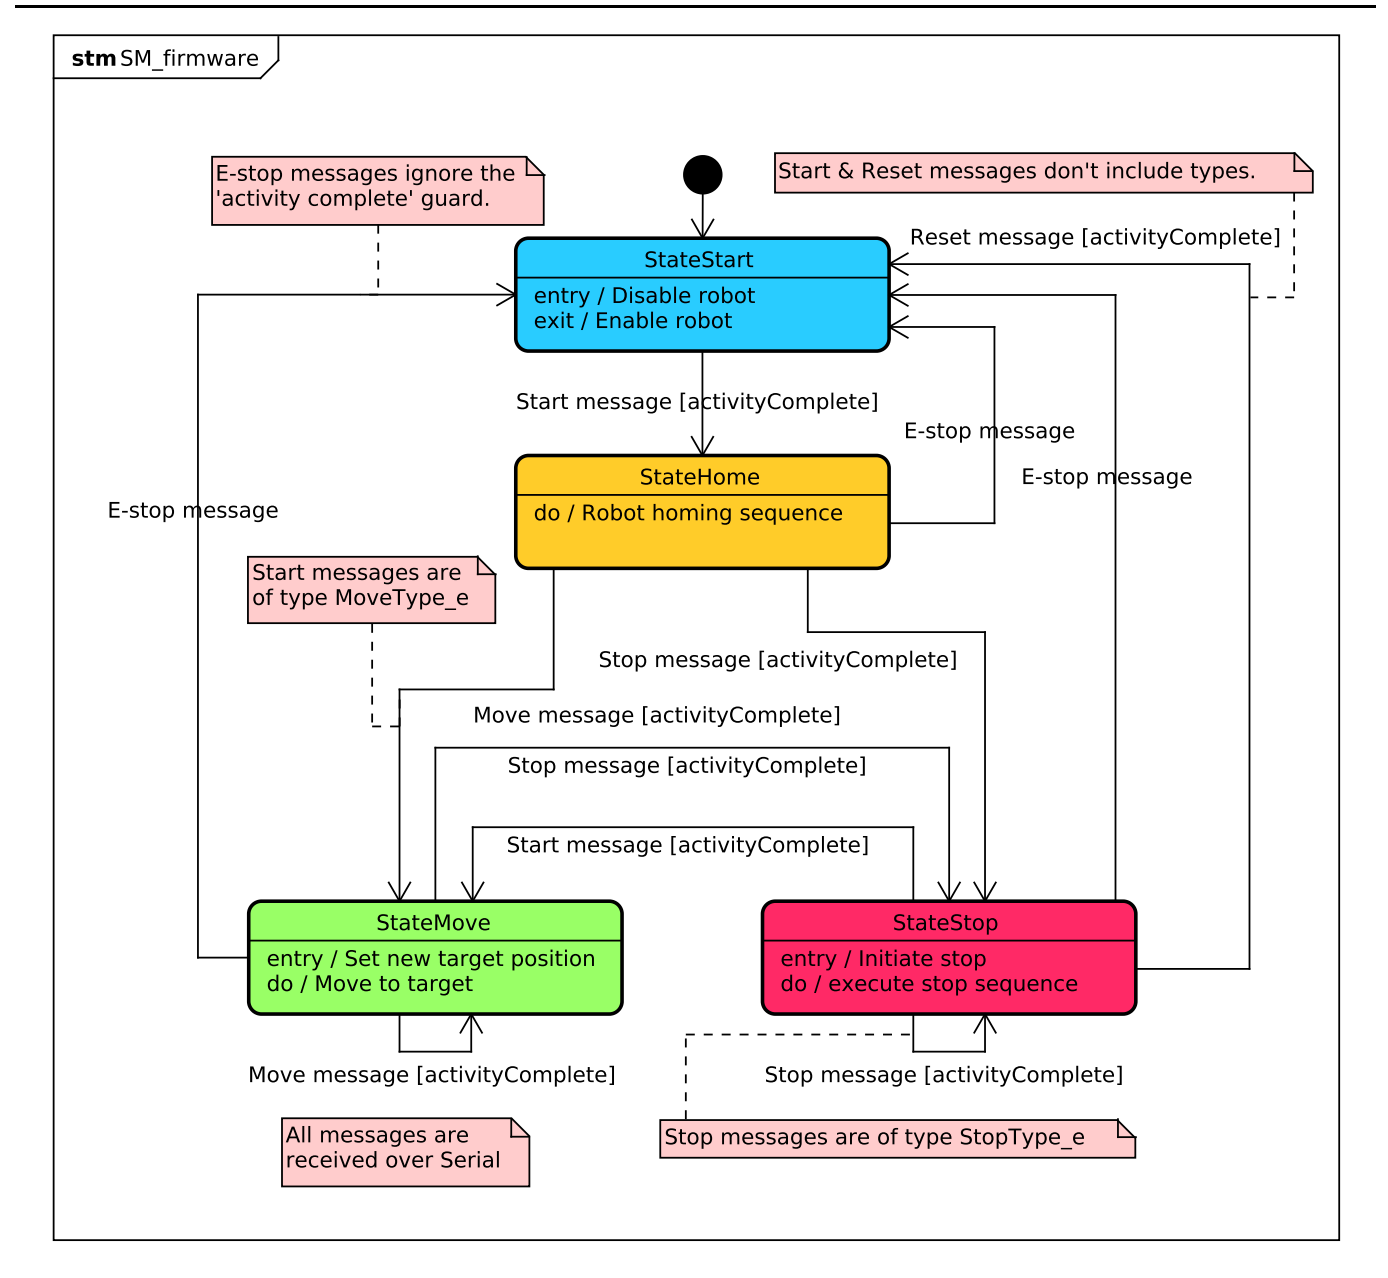 stm SM_firmware
E-stop messages ignore the
'activity complete' guard.
Start & Reset messages don't include types.
Reset message [activityComplete]
StateStart
entry / Disable robot
exit / Enable robot
Start message [activityComplete]
E-stop message
E-stop message
StateHome
do / Robot homing sequence
E-stop message
Start messages are
of type MoveType_e
Stop message [activityComplete]
Move message [activityComplete]
Stop message [activityComplete]
Start message [activityComplete]
StateMove
entry / Set new target position
do / Move to target
StateStop
entry / Initiate stop
do / execute stop sequence
Move message [activityComplete]
Stop message [activityComplete]
All messages are
received over Serial
Stop messages are of type StopType_e